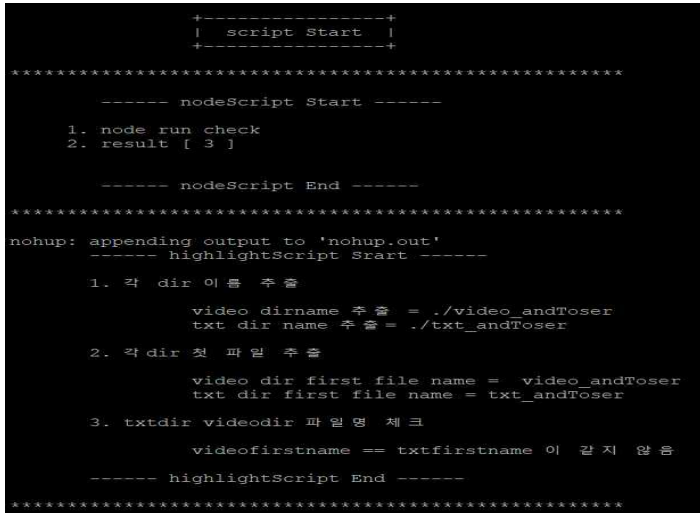 +----------------+
| script Start |
+----------------+
******************************************************
------ nodeScript Start ------
1. node run check
2. result [ 3 ]
------ nodeScript End ------
******************************************************
nohup: appending output to 'nohup.out'
------ highlightScript Srart ------
1. 각 dir 이름 추출
video dirname 추출 = ./video_andToser
txt dir name 추출= ./txt_andToser
2. 각dir 첫 파일 추출
video dir first file name = video_andToser
txt dir first file name = txt_andToser
3. txtdir videodir 파일명 체크
videofirstname == txtfirstname 이 같지 않음
------ highlightScript End ------
******************************************************